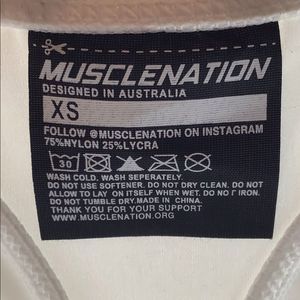 MUSCLENATION
DESIGNED IN AUSTRALIA
XS
FOLLOW @MUSCLENATION ON INSTAGRAM
75%NYLON 25%LYCRA
30
WASH COLD. WASH SEPERATELY.
DO NOT USE SOFTENER. DO NOT DRY CLEAN. DO NOT
ALLOW TO LAY ON ITSELF WHEN WET. DO NO IRON.
DO NOT TUMBLE DRY.MADE IN CHINA.
THANK YOU FOR YOUR SUPPORT
WWW.MUSCLENATION.ORG